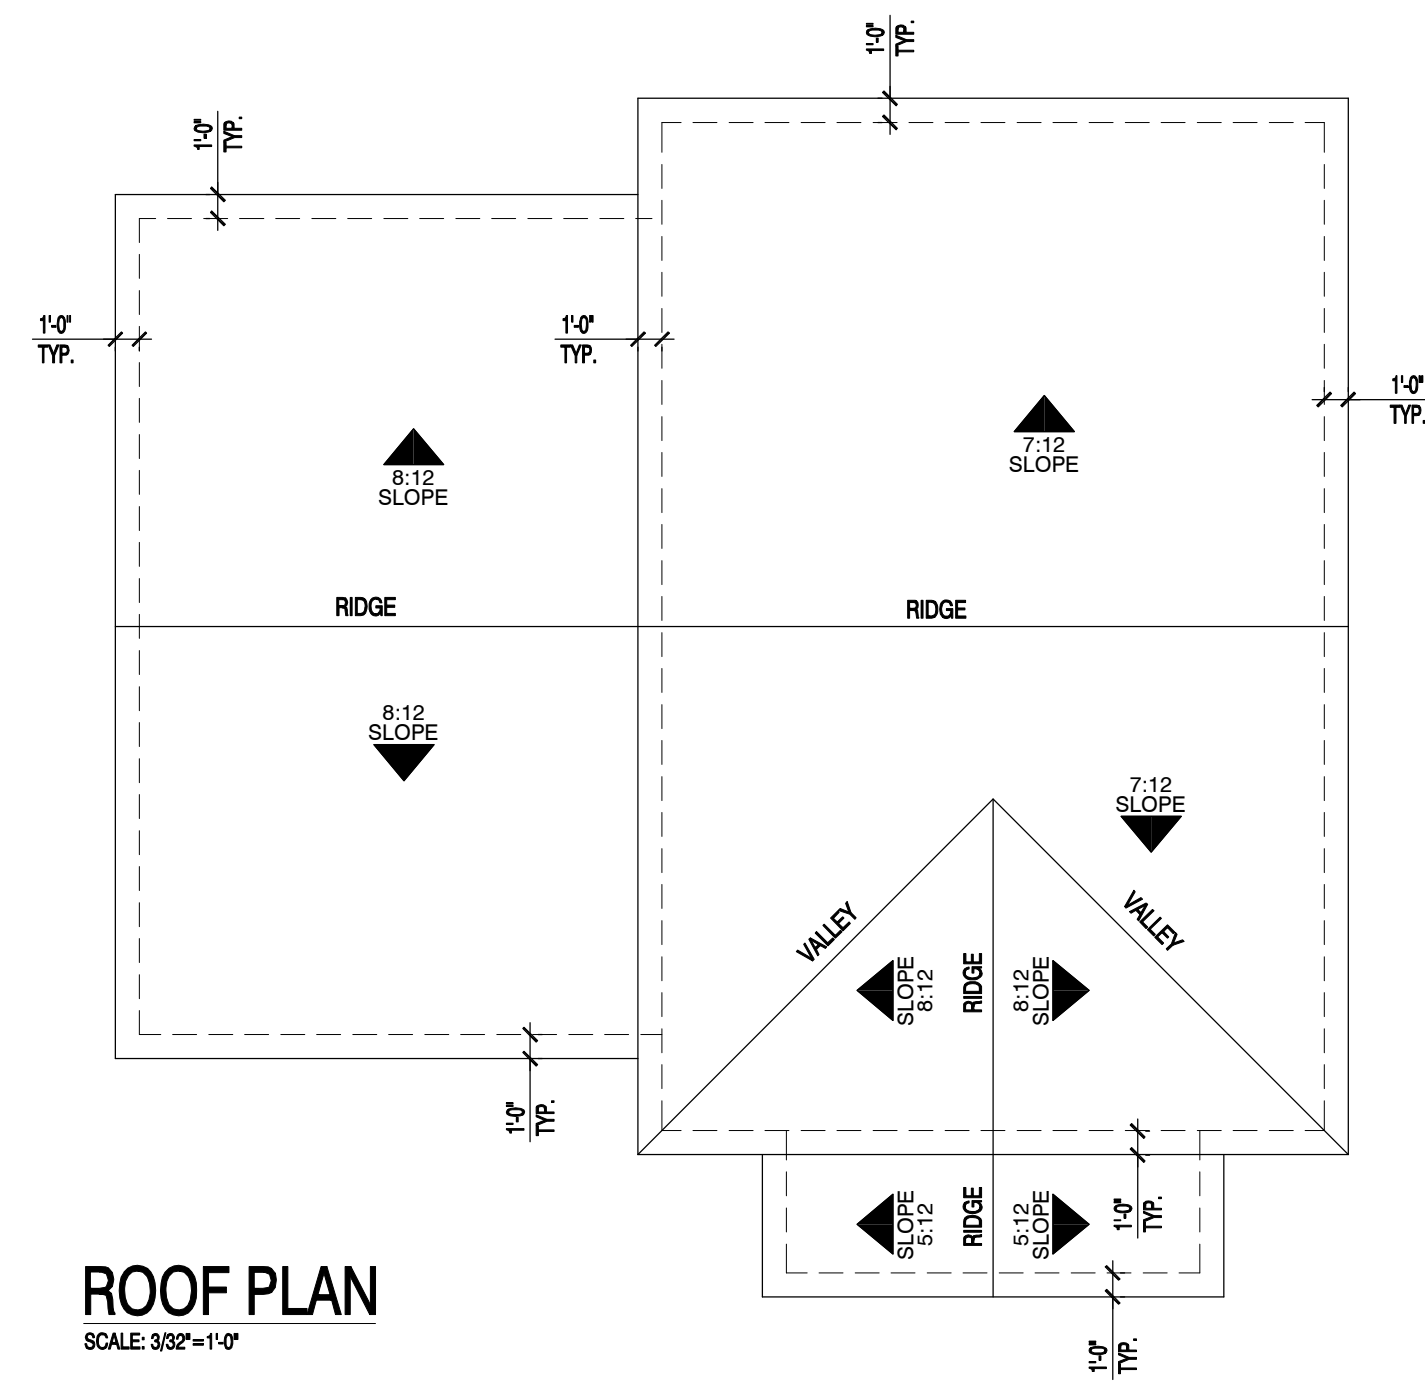 1'-0"
TYP.
1'-0"
TYP.
1'-0"
TYP.
1'-0"
TYP.
1'-0"
TYP.
8:12
SLOPE
7:12
SLOPE
RIDGE
RIDGE
8:12
SLOPE
7:12
SLOPE
VALLEY
VALLEY
SLOPE
8:12
RIDGE
8:12
SLOPE
1'-0"
TYP.
SLOPE
5:12
RIDGE
5:12
SLOPE
1'-0"
TYP.
1'-0"
TYP.
ROOF PLAN
SCALE: 3/32"=1'-0"